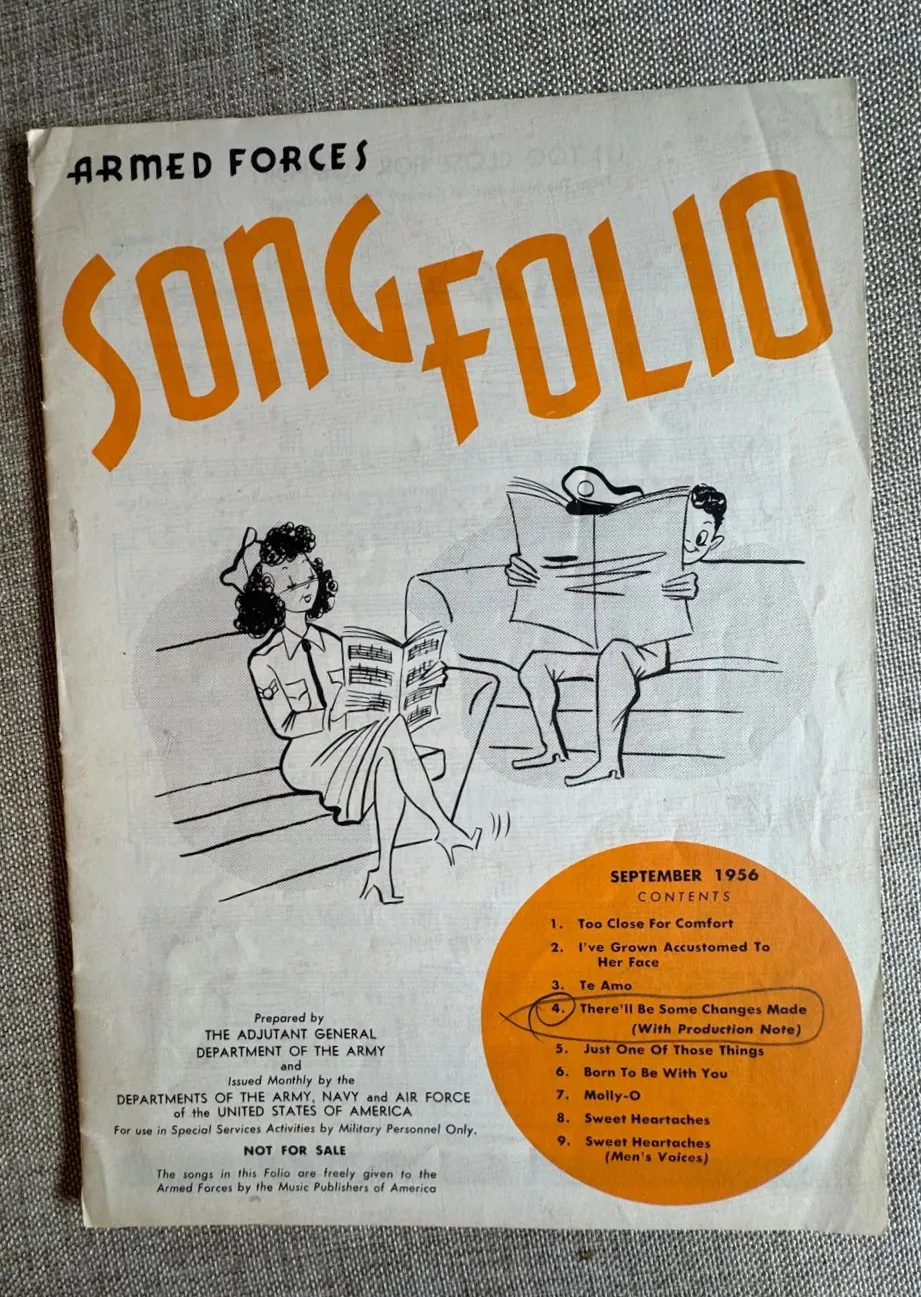 ARMED FORCES
SONG FOLIO
SEPTEMBER 1956
CONTENTS
1. Too Close For Comfort
2. I've Grown Accustomed To
Her Face
3. Te Amo
4. There'll Be Some Changes Made
(With Production Note)
5. Just One Of Those Things
6. Born To Be With You
7. Molly-O
8. Sweet Heartaches
9. Sweet Heartaches
(Men's Voices)
Prepared by
THE ADJUTANT GENERAL
DEPARTMENT OF THE ARMY
and
Issued Monthly by the
DEPARTMENTS OF THE ARMY, NAVY and AIR FORCE
of the UNITED STATES OF AMERICA
For use in Special Services Activities by Military Personnel Only.
NOT FOR SALE
The songs in this Folio are freely given to the
Armed Forces by the Music Publishers of America